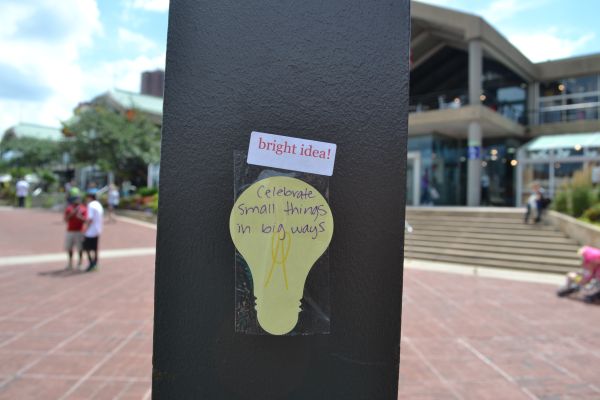 bright idea!
Celebrate
small things
in big ways